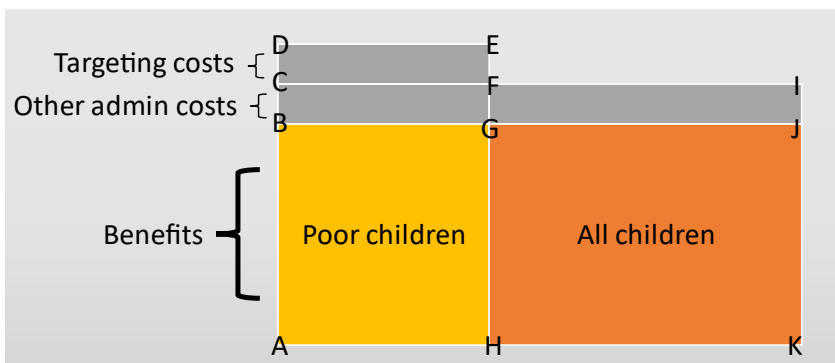 D E
Targeting costs
C F I
Other admin costs
B G J
Benefits Poor children All children
A H K